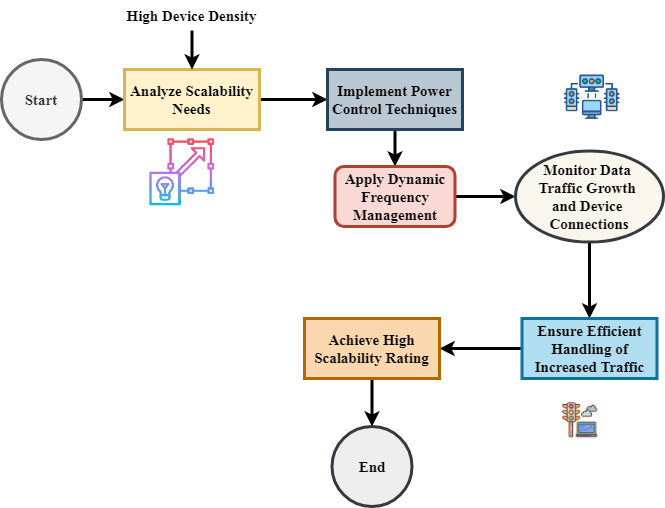 High Device Density
Start
Analyze Scalability
Needs
Implement Power
Control Techniques
Apply Dynamic
Frequency
Management
Monitor Data
Traffic Growth
and Device
Connections
Ensure Efficient
Handling of
Increased Traffic
Achieve High
Scalability Rating
End